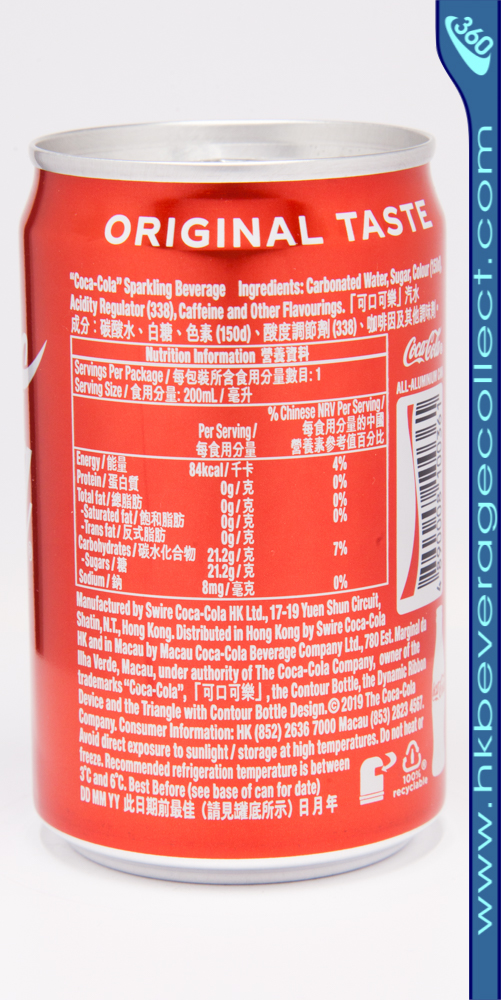 360
www.hkbeveragecollect.com
ORIGINAL TASTE
"Coca-Cola" Sparkling Beverage Ingredients: Carbonated Water, Sugar, Colour (150d),
Acidity Regulator (338), Caffeine and Other Flavourings.「可口可樂」汽水
成分：碳酸水、白糖、色素 (150d)、酸度調節劑 (338)、咖啡因及其他調味劑。
Nutrition Information 營養資料
Servings Per Package / 每包裝所含食用分量數目: 1
Serving Size / 食用分量: 200mL / 毫升
Per Serving / 每食用分量
% Chinese NRV Per Serving / 每食用分量的中國營養素參考值百分比
Energy / 能量 84kcal / 千卡 4%
Protein / 蛋白質 0g / 克 0%
Total fat / 總脂肪 0g / 克 0%
-Saturated fat / 飽和脂肪 0g / 克 0%
-Trans fat / 反式脂肪 0g / 克
Carbohydrates / 碳水化合物 21.2g / 克 7%
-Sugars / 糖 21.2g / 克
Sodium / 鈉 8mg / 毫克 0%
Coca-Cola
ALL-ALUMINIUM
Manufactured by Swire Coca-Cola HK Ltd., 17-19 Yuen Shun Circuit,
Shatin, N.T., Hong Kong. Distributed in Hong Kong by Swire Coca-Cola
HK and in Macau by Macau Coca-Cola Beverage Company Ltd., 780 Est. Marginal da
Ilha Verde, Macau, under authority of The Coca-Cola Company, owner of the
trademarks "Coca-Cola",「可口可樂」, the Contour Bottle, the Dynamic Ribbon
Device and the Triangle with Contour Bottle Design. © 2019 The Coca-Cola
Company. Consumer Information: HK (852) 2636 7000 Macau (853) 2823 4567.
Avoid direct exposure to sunlight / storage at high temperatures. Do not heat or
freeze. Recommended refrigeration temperature is between
3°C and 6°C. Best Before (see base of can for date)
DD MM YY 此日期前最佳（請見罐底所示）日月年
100%
recyclable